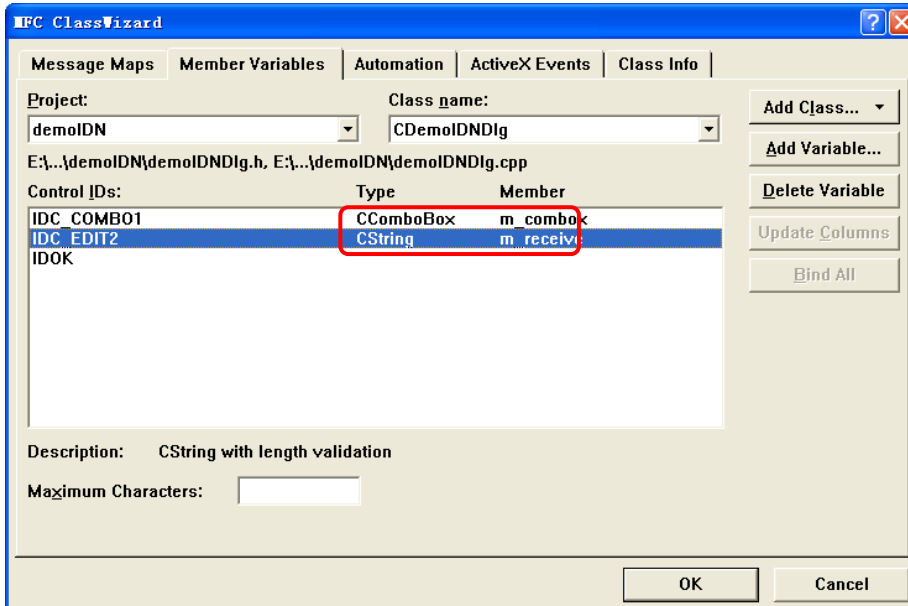 MFC ClassWizard
Message Maps Member Variables Automation ActiveX Events Class Info
Project: Class name:
demoIDN CDemoIDNDlg
Add Class...
E:\...\demoIDN\demoIDNDlg.h, E:\...\demoIDN\demoIDNDlg.cpp
Add Variable...
Control IDs: Type Member
Delete Variable
IDC_COMBO1 CComboBox m_combox
IDC_EDIT2 CString m_receive
Update Columns
IDOK
Bind All
Description: CString with length validation
Maximum Characters:
OK Cancel